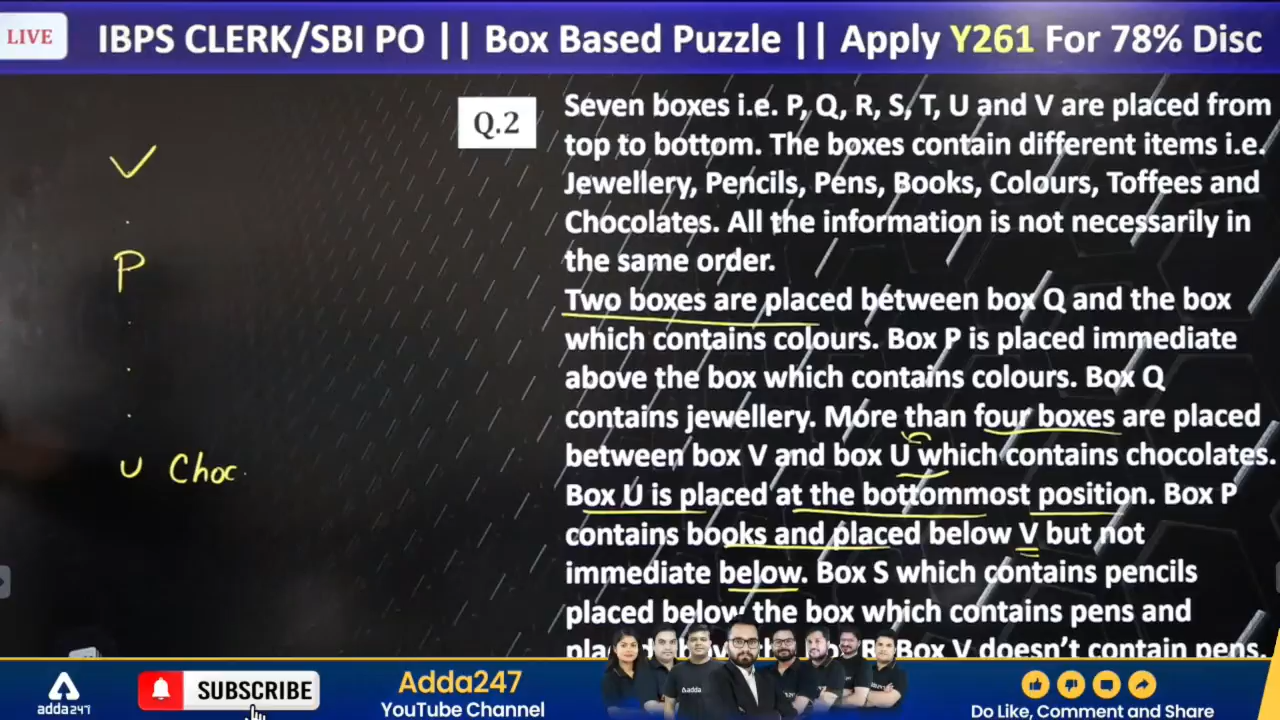 LIVE
IBPS CLERK/SBI PO || Box Based Puzzle || Apply Y261 For 78% Disc
Q.2
Seven boxes i.e. P, Q, R, S, T, U and V are placed from
top to bottom. The boxes contain different items i.e.
Jewellery, Pencils, Pens, Books, Colours, Toffees and
Chocolates. All the information is not necessarily in
the same order.
Two boxes are placed between box Q and the box
which contains colours. Box P is placed immediate
above the box which contains colours. Box Q
contains jewellery. More than four boxes are placed
between box V and box U which contains chocolates.
Box U is placed at the bottommost position. Box P
contains books and placed below V but not
immediate below. Box S which contains pencils
placed below the box which contains pens and
Box V doesn't contain pens.
V
P
U Choc.
adda247
SUBSCRIBE
Adda247
YouTube Channel
Do Like, Comment and Share